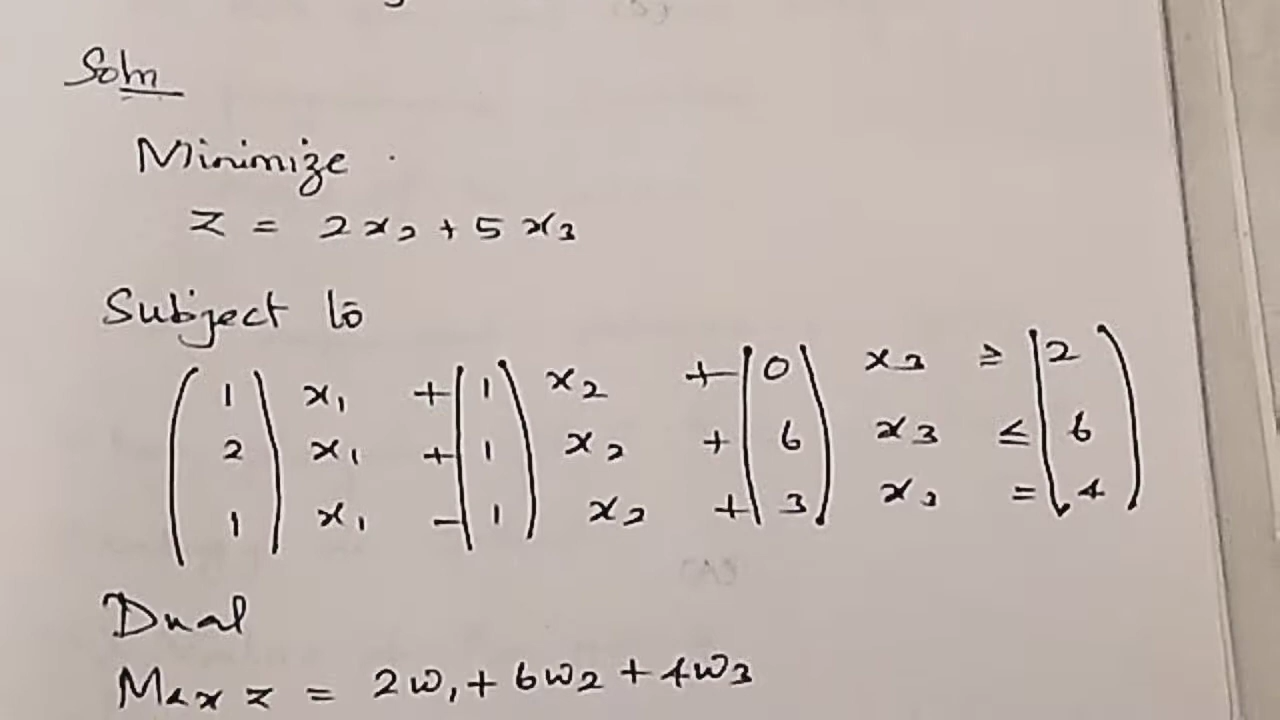 Soln
Minimize
Z = 2x₂ + 5x₃
Subject to
(1) x₁ + (1) x₂ + (0) x₃ ≥ (2)
(2) x₁ + (1) x₂ + (6) x₃ ≤ (6)
(1) x₁ - (1) x₂ + (3) x₃ = (4)
Dual
Max z = 2w₁ + 6w₂ + 4w₃